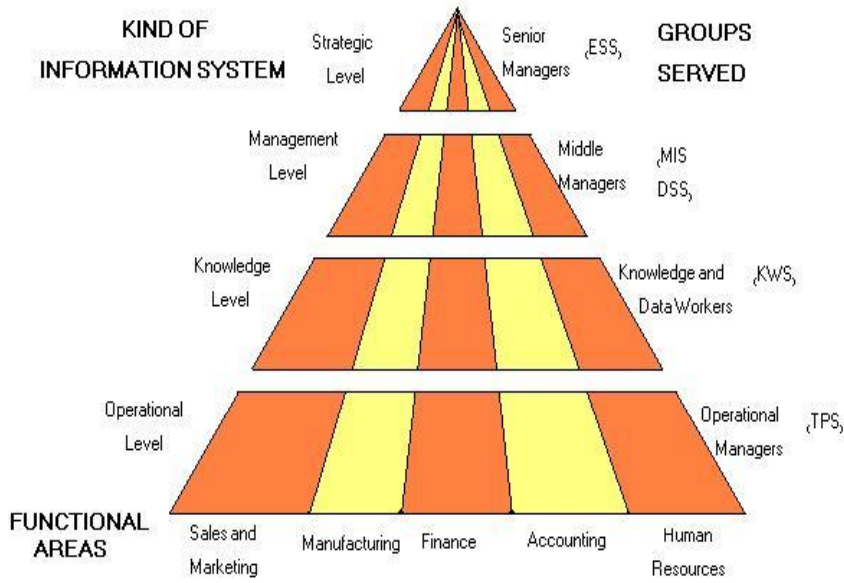 KIND OF
INFORMATION SYSTEM
Strategic
Level
Senior
Managers
(ESS)
GROUPS
SERVED
Management
Level
Middle
Managers
(MIS
DSS)
Knowledge
Level
Knowledge and
Data Workers
(KWS)
Operational
Level
Operational
Managers
(TPS)
FUNCTIONAL
AREAS
Sales and
Marketing
Manufacturing
Finance
Accounting
Human
Resources